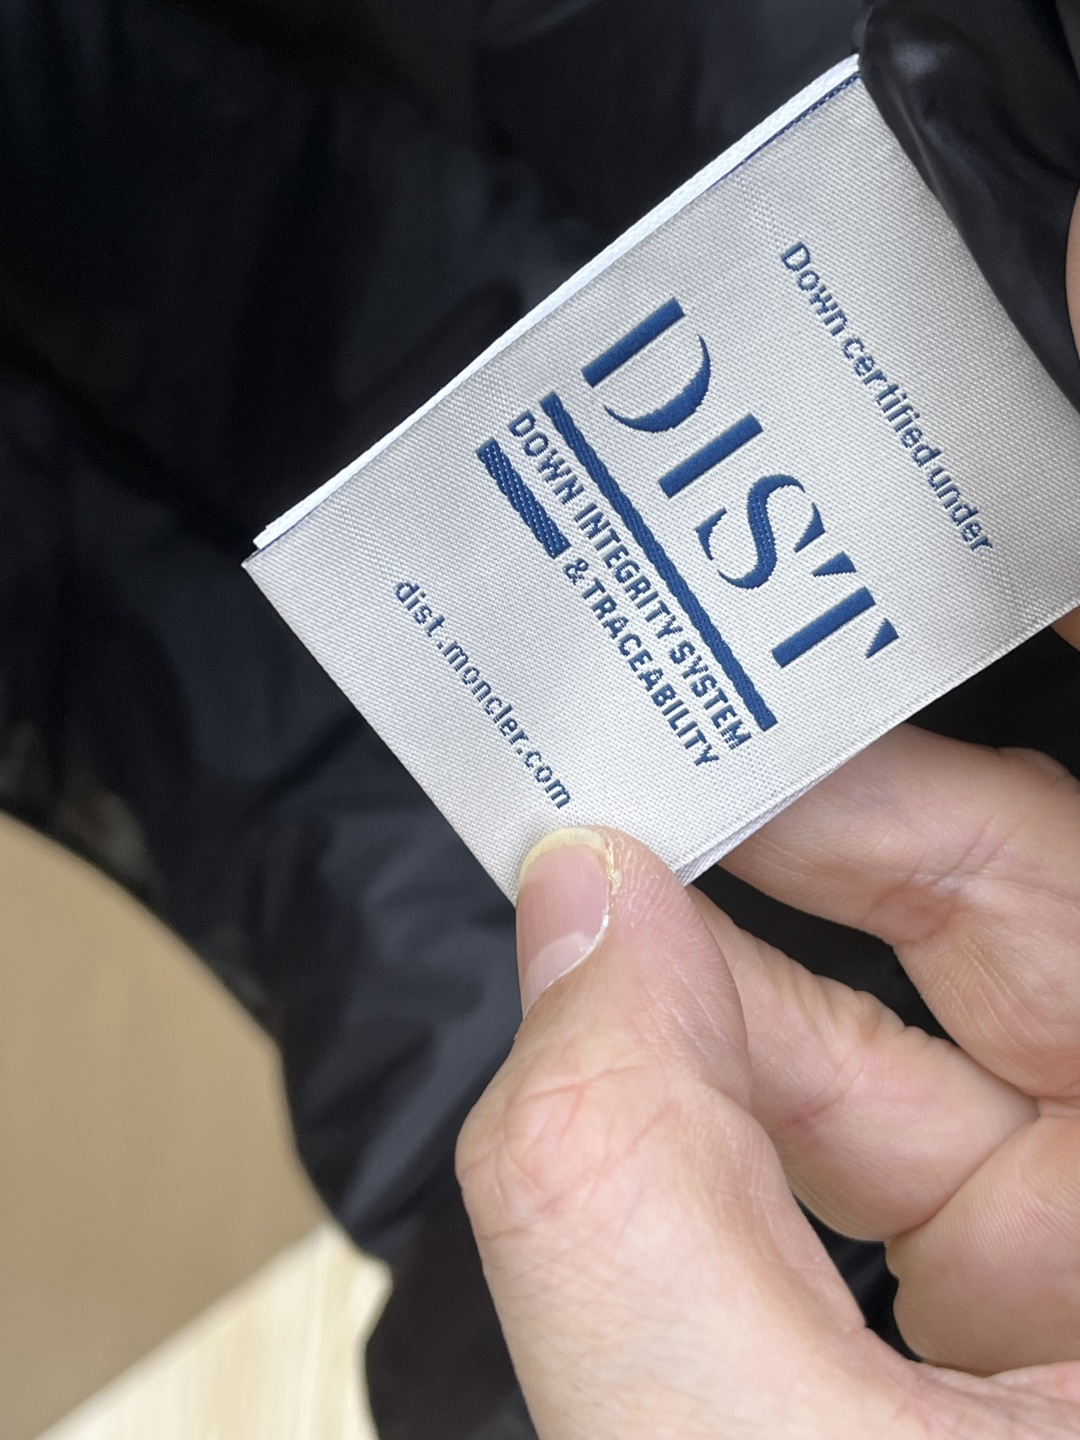 Down certified under
DIST
DOWN INTEGRITY SYSTEM
& TRACEABILITY
dist.moncler.com